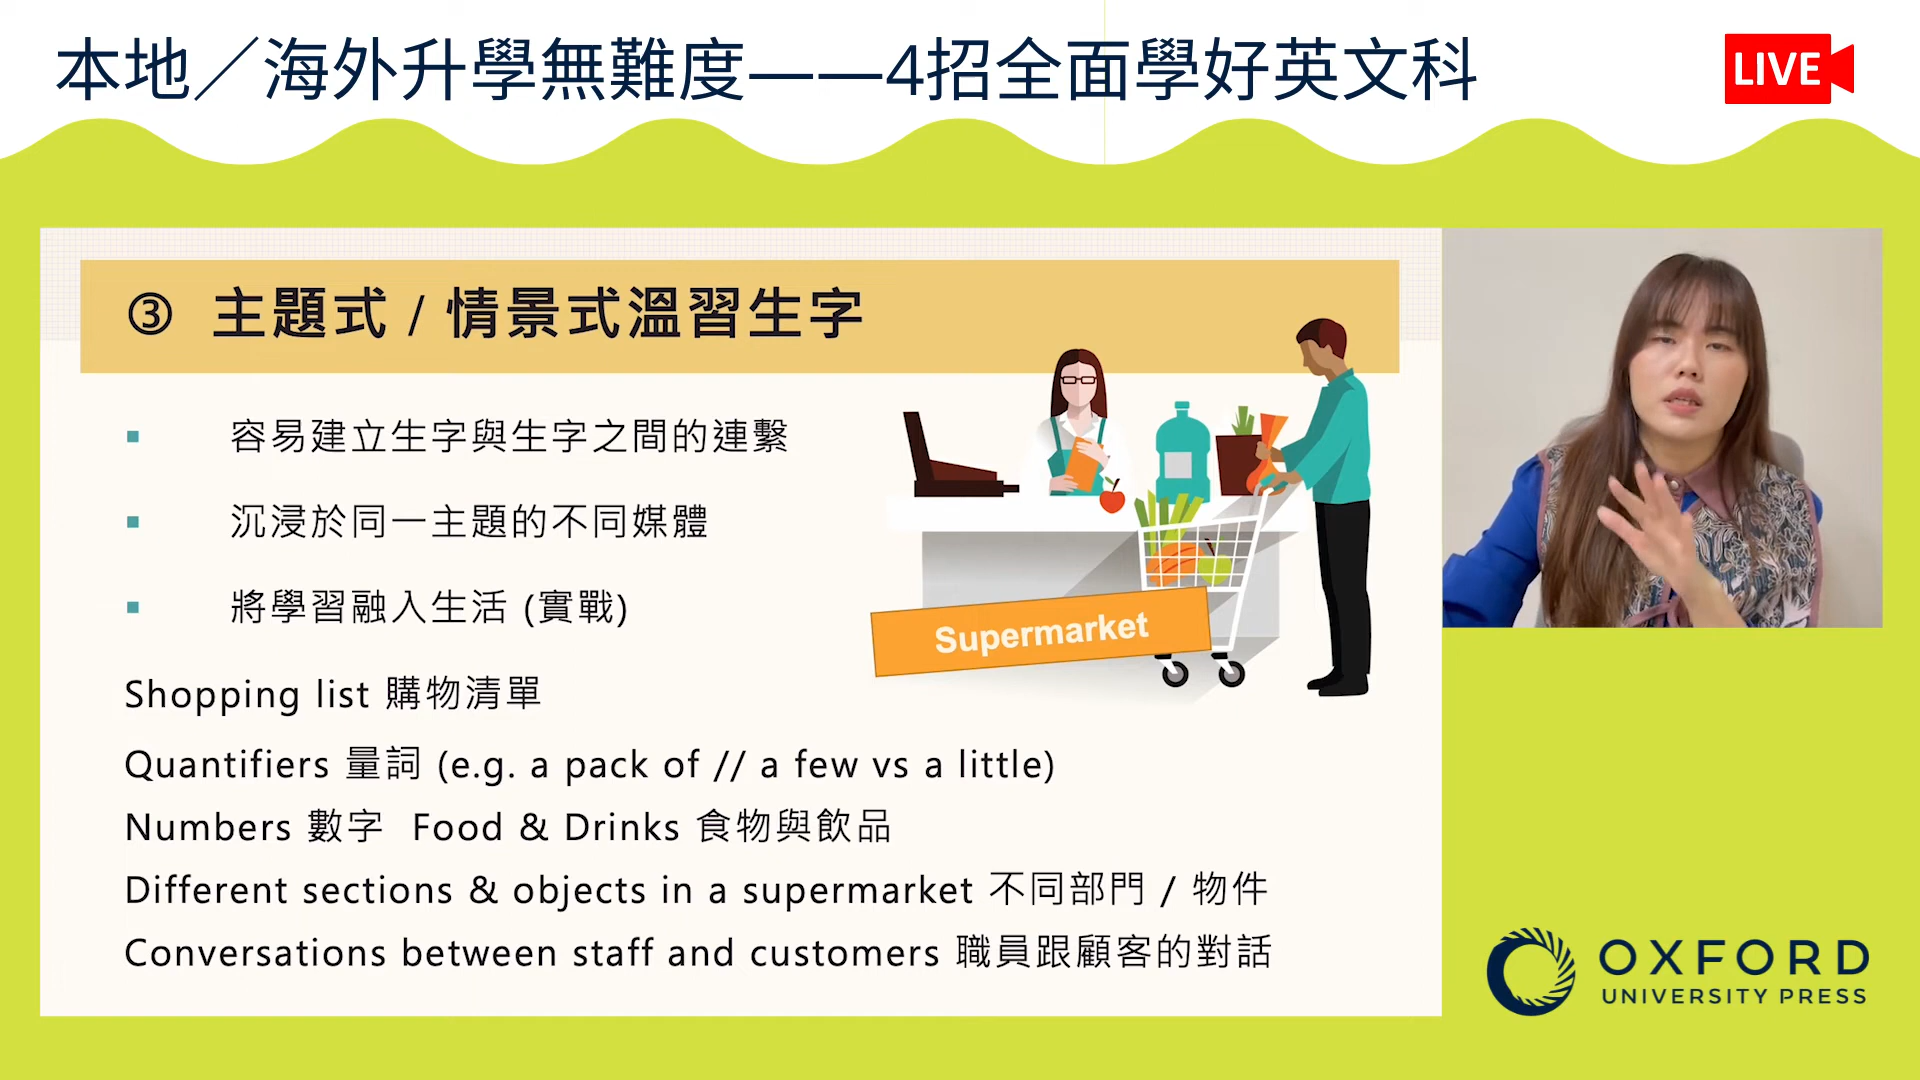 本地／海外升學無難度——4招全面學好英文科
LIVE
③ 主題式 / 情景式溫習生字
▪ 容易建立生字與生字之間的連繫
▪ 沉浸於同一主題的不同媒體
▪ 將學習融入生活 (實戰)
Supermarket
Shopping list 購物清單
Quantifiers 量詞 (e.g. a pack of // a few vs a little)
Numbers 數字 Food & Drinks 食物與飲品
Different sections & objects in a supermarket 不同部門 / 物件
Conversations between staff and customers 職員跟顧客的對話
OXFORD
UNIVERSITY PRESS